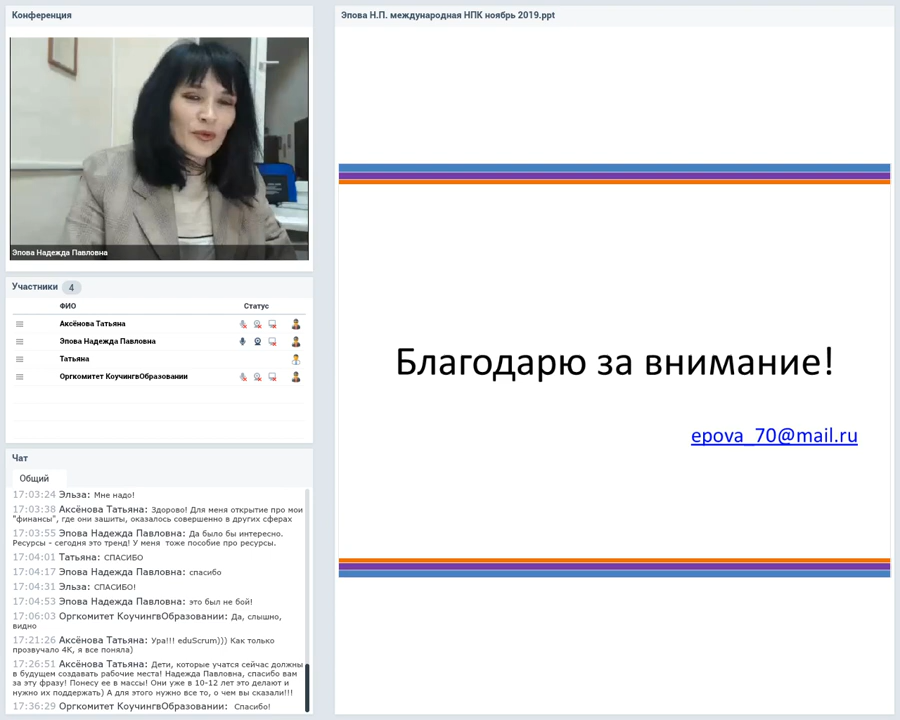 Конференция
Эпова Надежда Павловна
Участники 4
ФИО Статус
Аксёнова Татьяна
Эпова Надежда Павловна
Татьяна
Оргкомитет КоучингвОбразовании
Чат
Общий
17:03:24 Эльза: Мне надо!
17:03:38 Аксёнова Татьяна: Здорово! Для меня открытие про мои
"финансы", где они зашиты, оказалось совершенно в других сферах
17:03:55 Эпова Надежда Павловна: Да было бы интересно.
Ресурсы - сегодня это тренд! У меня тоже пособие про ресурсы.
17:04:01 Татьяна: СПАСИБО
17:04:17 Эпова Надежда Павловна: спасибо
17:04:31 Эльза: СПАСИБО!
17:04:53 Эпова Надежда Павловна: это был не бой!
17:06:03 Оргкомитет КоучингвОбразовании: Да, слышно,
видно
17:21:26 Аксёнова Татьяна: Ура!!! eduScrum))) Как только
прозвучало 4К, я все поняла)
17:26:51 Аксёнова Татьяна: Дети, которые учатся сейчас должны
в будущем создавать рабочие места! Надежда Павловна, спасибо вам
за эту фразу! Понесу ее в массы! Они уже в 10-12 лет это делают и
нужно их поддержать) А для этого нужно все то, о чем вы сказали!!!
17:36:29 Оргкомитет КоучингвОбразовании: Спасибо!
Эпова Н.П. международная НПК ноябрь 2019.ppt
Благодарю за внимание!
epova_70@mail.ru